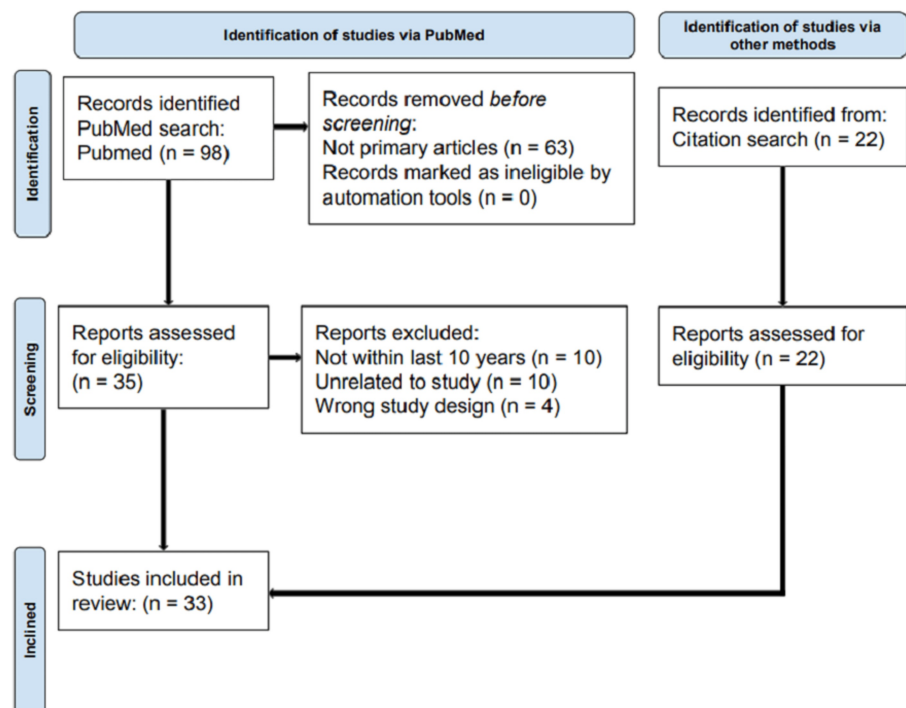 Identification of studies via PubMed
Identification of studies via
other methods
Identification
Records identified
PubMed search:
Pubmed (n = 98)
Records removed before
screening:
Not primary articles (n = 63)
Records marked as ineligible by
automation tools (n = 0)
Records identified from:
Citation search (n = 22)
Screening
Reports assessed
for eligibility:
(n = 35)
Reports excluded:
Not within last 10 years (n = 10)
Unrelated to study (n = 10)
Wrong study design (n = 4)
Reports assessed for
eligibility (n = 22)
Inclined
Studies included in
review: (n = 33)